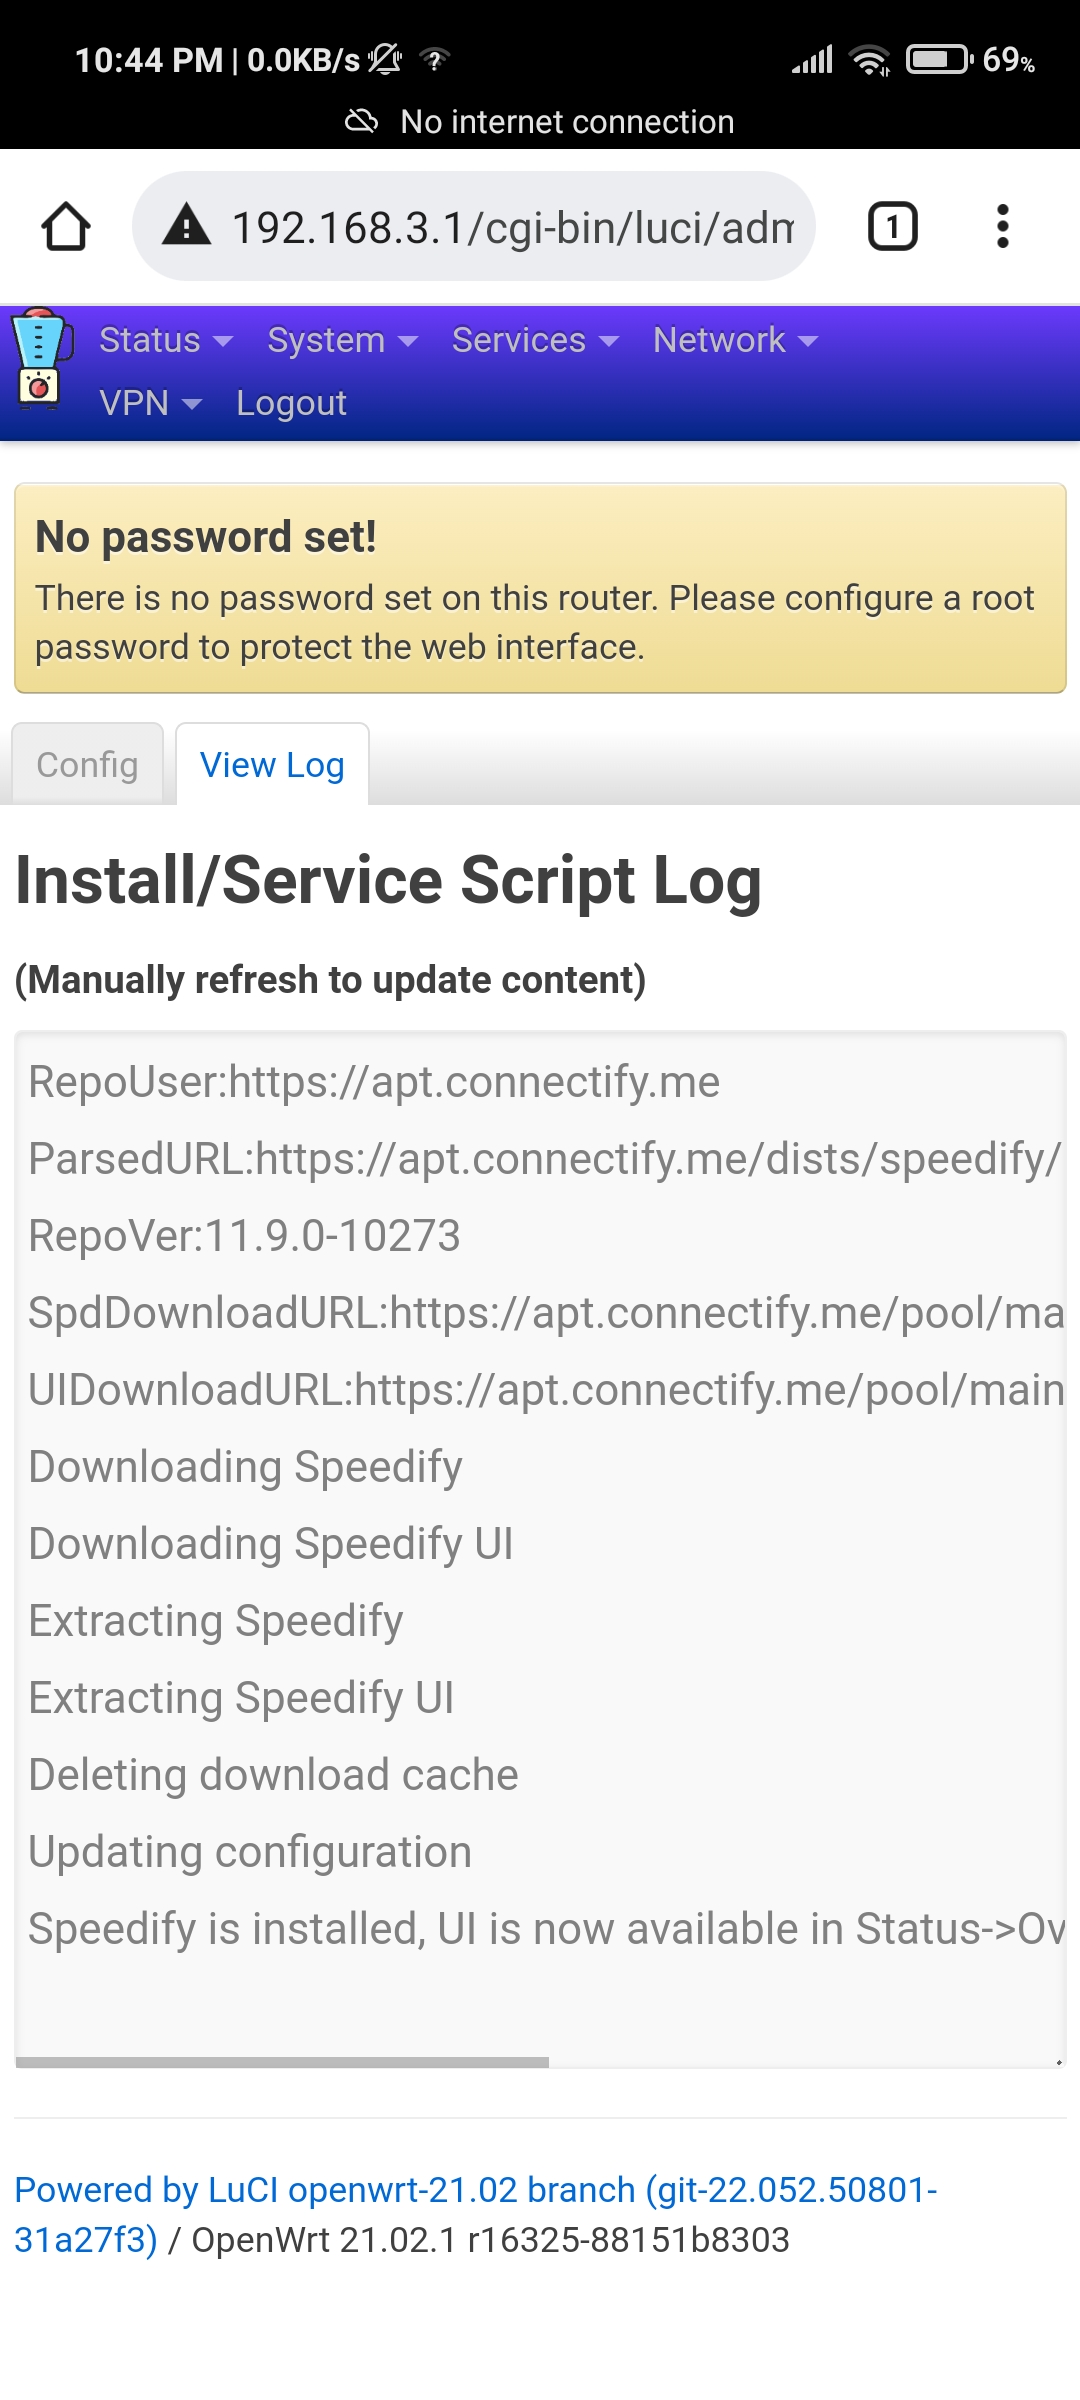 10:44 PM | 0.0KB/s
69%
No internet connection
192.168.3.1/cgi-bin/luci/adm
1
Status
System
Services
Network
VPN
Logout
No password set!
There is no password set on this router. Please configure a root
password to protect the web interface.
Config
View Log
Install/Service Script Log
(Manually refresh to update content)
RepoUser:https://apt.connectify.me
ParsedURL:https://apt.connectify.me/dists/speedify/
RepoVer:11.9.0-10273
SpdDownloadURL:https://apt.connectify.me/pool/ma
UIDownloadURL:https://apt.connectify.me/pool/main
Downloading Speedify
Downloading Speedify UI
Extracting Speedify
Extracting Speedify UI
Deleting download cache
Updating configuration
Speedify is installed, UI is now available in Status->Ov
Powered by LuCI openwrt-21.02 branch (git-22.052.50801-
31a27f3) / OpenWrt 21.02.1 r16325-88151b8303